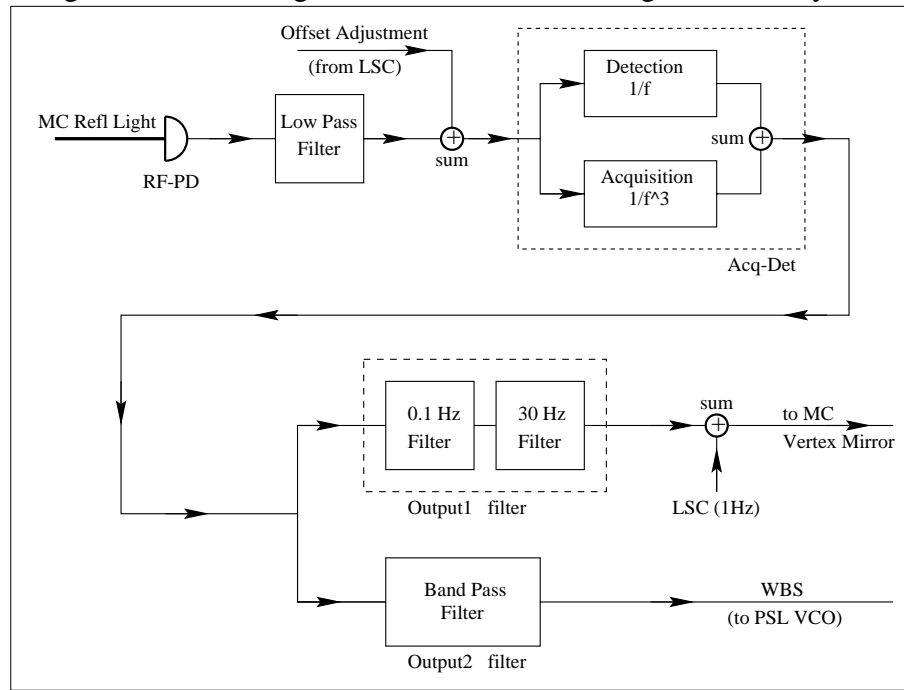 Offset Adjustment
(from LSC)
Detection
1/f
MC Refl Light
Low Pass
Filter
sum
sum
RF-PD
Acquisition
1/f^3
Acq-Det
0.1 Hz
Filter
30 Hz
Filter
sum
to MC
Vertex Mirror
Output1 filter
LSC (1Hz)
Band Pass
Filter
WBS
(to PSL VCO)
Output2 filter